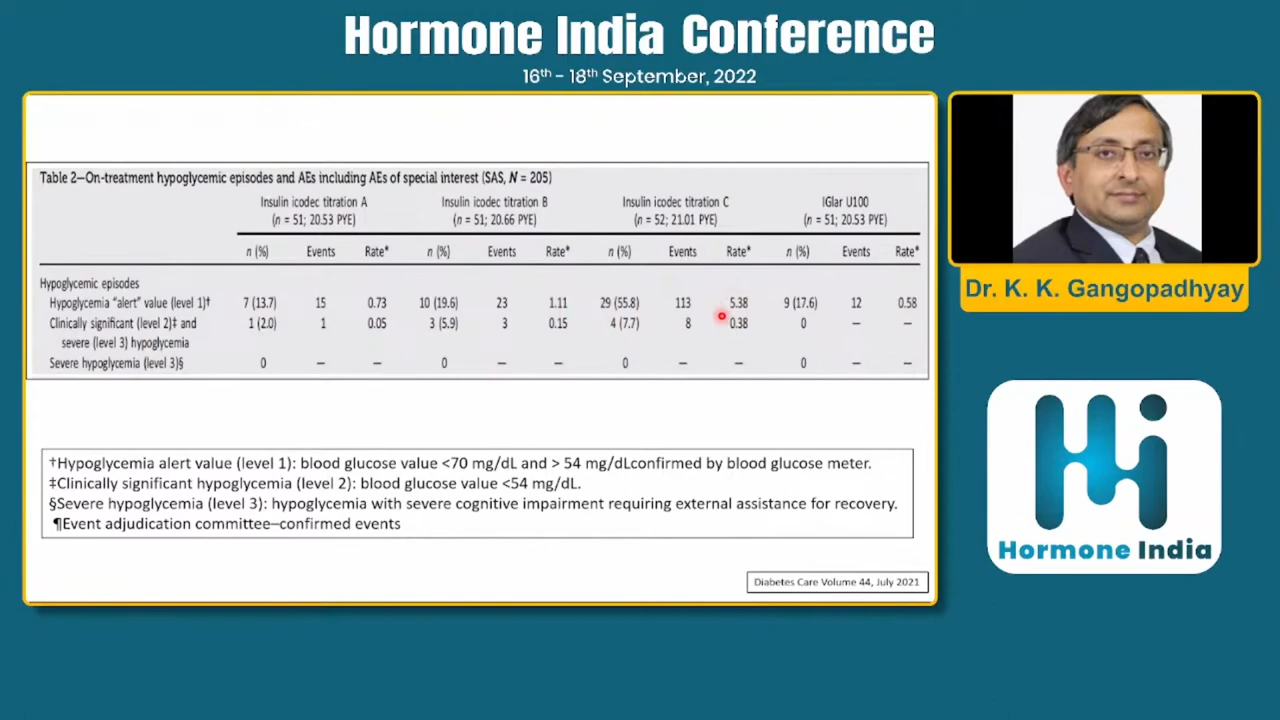 Hormone India Conference
16th - 18th September, 2022
Table 2—On-treatment hypoglycemic episodes and AEs including AEs of special interest (SAS, N = 205)
Insulin icodec titration A Insulin icodec titration B Insulin icodec titration C IGlar U100
(n = 51; 20.53 PYE) (n = 51; 20.66 PYE) (n = 52; 21.01 PYE) (n = 51; 20.53 PYE)
n (%) Events Rate* n (%) Events Rate* n (%) Events Rate* n (%) Events Rate*
Hypoglycemic episodes
Hypoglycemia “alert” value (level 1)† 7 (13.7) 15 0.73 10 (19.6) 23 1.11 29 (55.8) 113 5.38 9 (17.6) 12 0.58
Clinically significant (level 2)‡ and 1 (2.0) 1 0.05 3 (5.9) 3 0.15 4 (7.7) 8 0.38 0 — —
severe (level 3) hypoglycemia
Severe hypoglycemia (level 3)§ 0 — — 0 — — 0 — — 0 — —
†Hypoglycemia alert value (level 1): blood glucose value <70 mg/dL and > 54 mg/dLconfirmed by blood glucose meter.
‡Clinically significant hypoglycemia (level 2): blood glucose value <54 mg/dL.
§Severe hypoglycemia (level 3): hypoglycemia with severe cognitive impairment requiring external assistance for recovery.
¶Event adjudication committee–confirmed events
Diabetes Care Volume 44, July 2021
Dr. K. K. Gangopadhyay
Hormone India